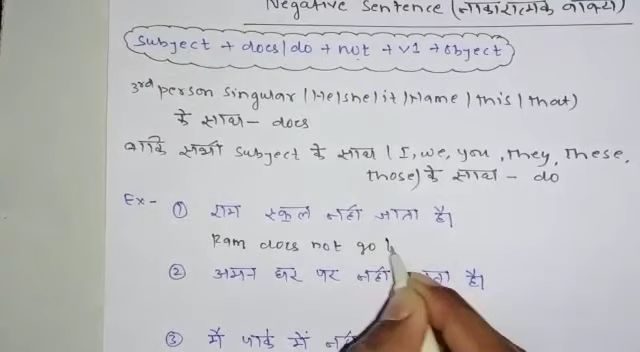 Negative Sentence (नाकारात्मक वाक्य)
Subject + does/do + not + v1 + object
3rd person singular (He/she/it/Name/this/that)
के साथ - does
बाकि सभी subject के साथ (I, we, you, They, These,
those) के साथ - do
Ex- ① राम स्कूल नहीं जाता है।
Ram does not go
② अमन घर पर नहीं है।
③ मैं पार्क में